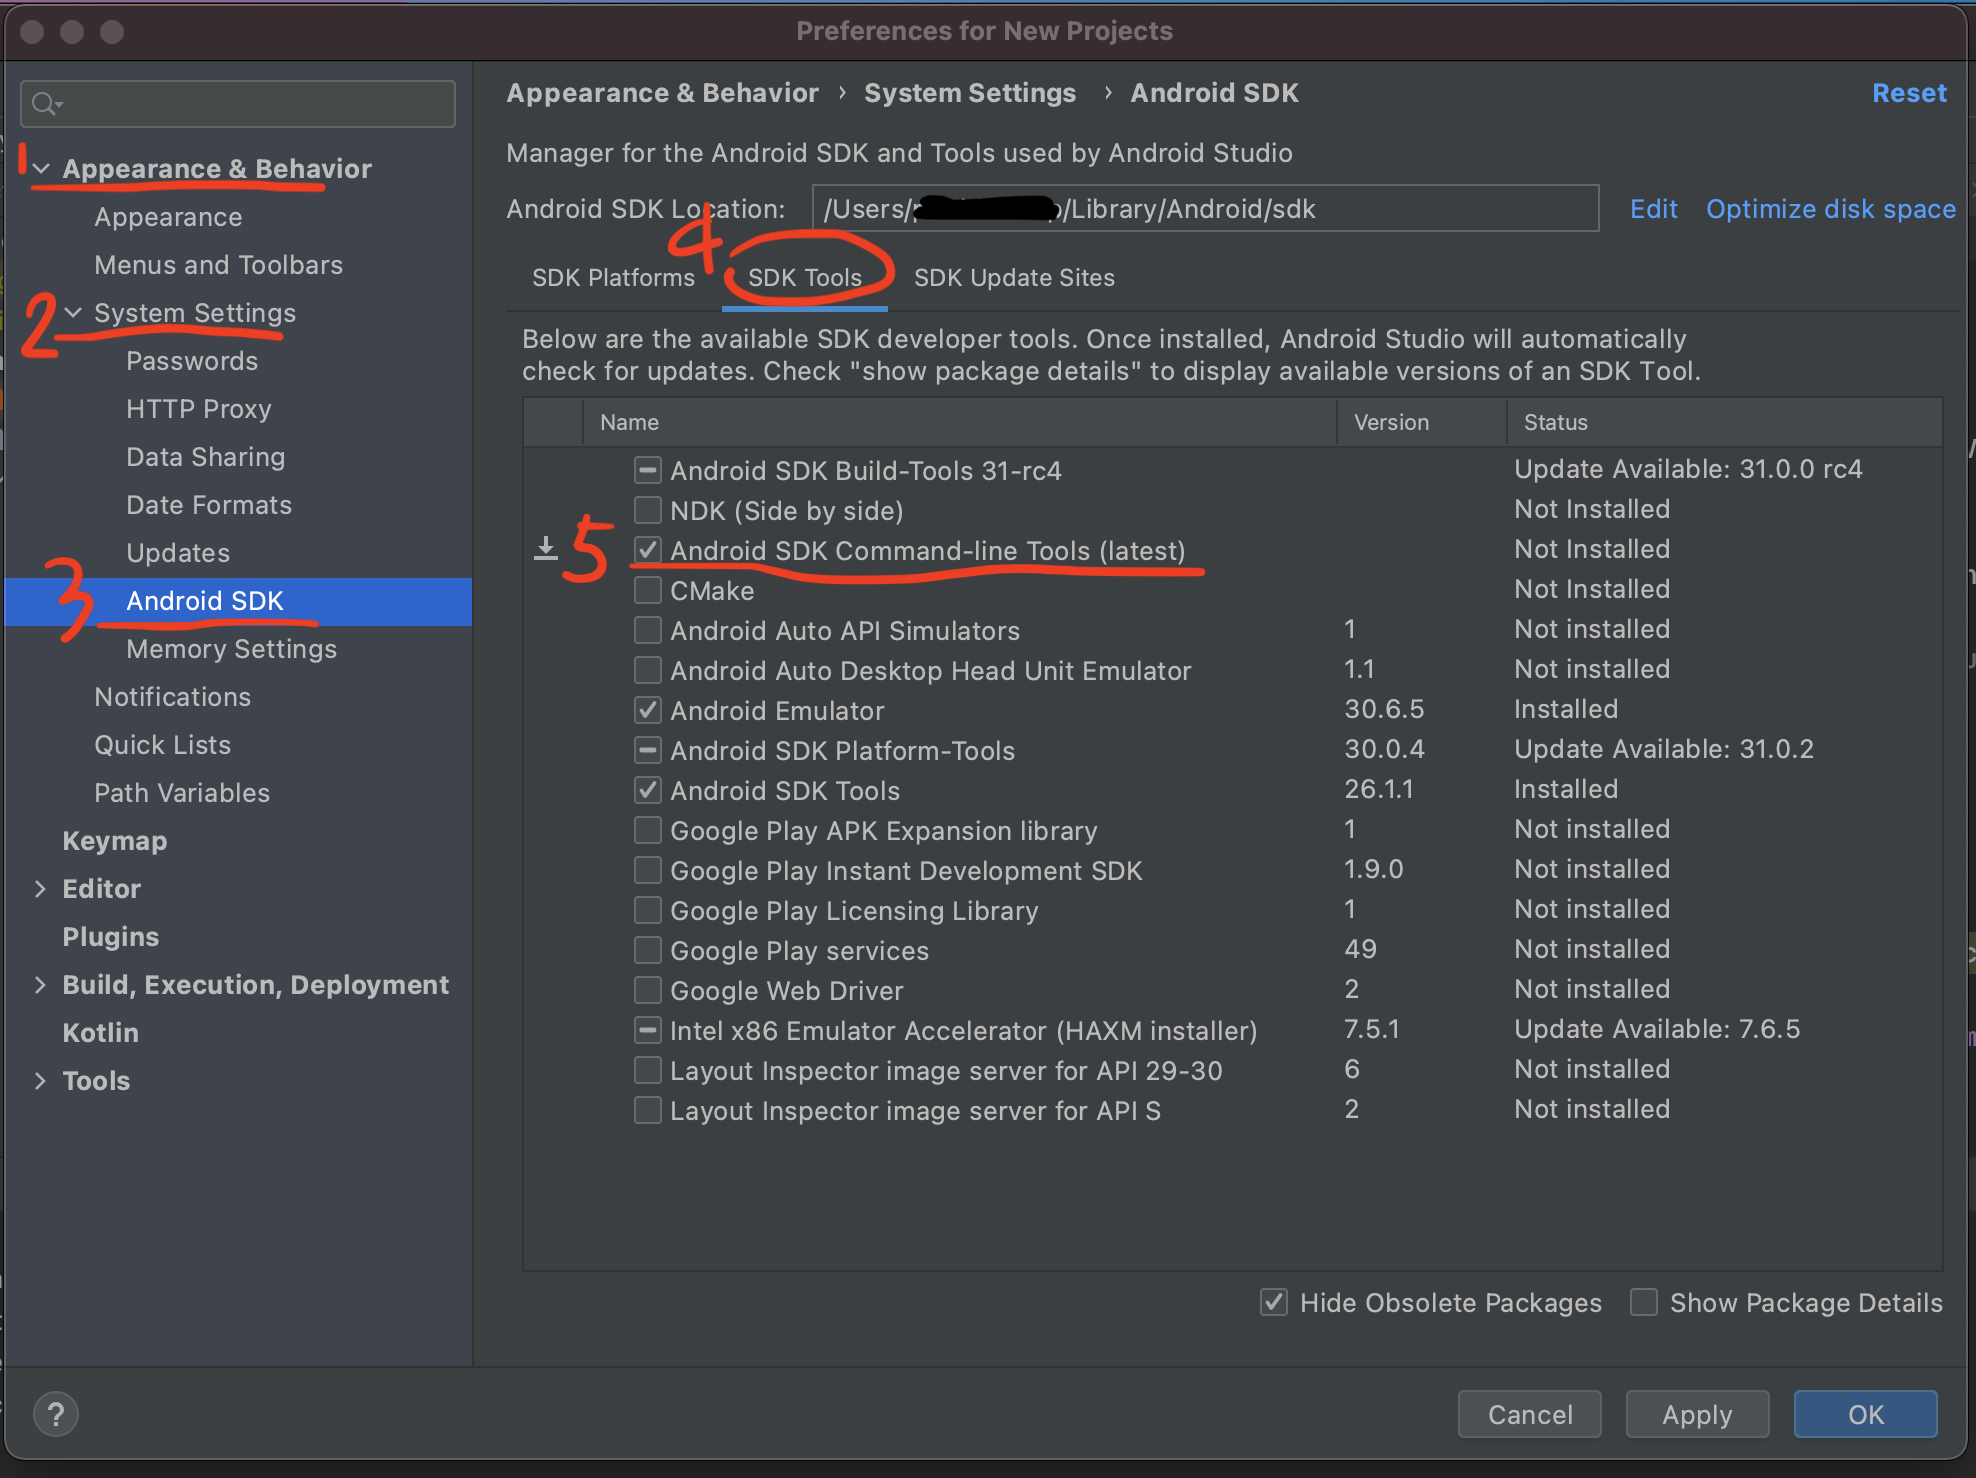 Preferences for New Projects
1 Appearance & Behavior
Appearance
Menus and Toolbars
2 System Settings
Passwords
HTTP Proxy
Data Sharing
Date Formats
Updates
3 Android SDK
Memory Settings
Notifications
Quick Lists
Path Variables
Keymap
Editor
Plugins
Build, Execution, Deployment
Kotlin
Tools
Appearance & Behavior › System Settings › Android SDK
Reset
Manager for the Android SDK and Tools used by Android Studio
Android SDK Location: /Users/ /Library/Android/sdk Edit Optimize disk space
4
SDK Platforms SDK Tools SDK Update Sites
Below are the available SDK developer tools. Once installed, Android Studio will automatically
check for updates. Check "show package details" to display available versions of an SDK Tool.
Name Version Status
Android SDK Build-Tools 31-rc4 Update Available: 31.0.0 rc4
NDK (Side by side) Not Installed
5 Android SDK Command-line Tools (latest) Not Installed
CMake Not Installed
Android Auto API Simulators 1 Not installed
Android Auto Desktop Head Unit Emulator 1.1 Not installed
Android Emulator 30.6.5 Installed
Android SDK Platform-Tools 30.0.4 Update Available: 31.0.2
Android SDK Tools 26.1.1 Installed
Google Play APK Expansion library 1 Not installed
Google Play Instant Development SDK 1.9.0 Not installed
Google Play Licensing Library 1 Not installed
Google Play services 49 Not installed
Google Web Driver 2 Not installed
Intel x86 Emulator Accelerator (HAXM installer) 7.5.1 Update Available: 7.6.5
Layout Inspector image server for API 29-30 6 Not installed
Layout Inspector image server for API S 2 Not installed
Hide Obsolete Packages Show Package Details
? Cancel Apply OK